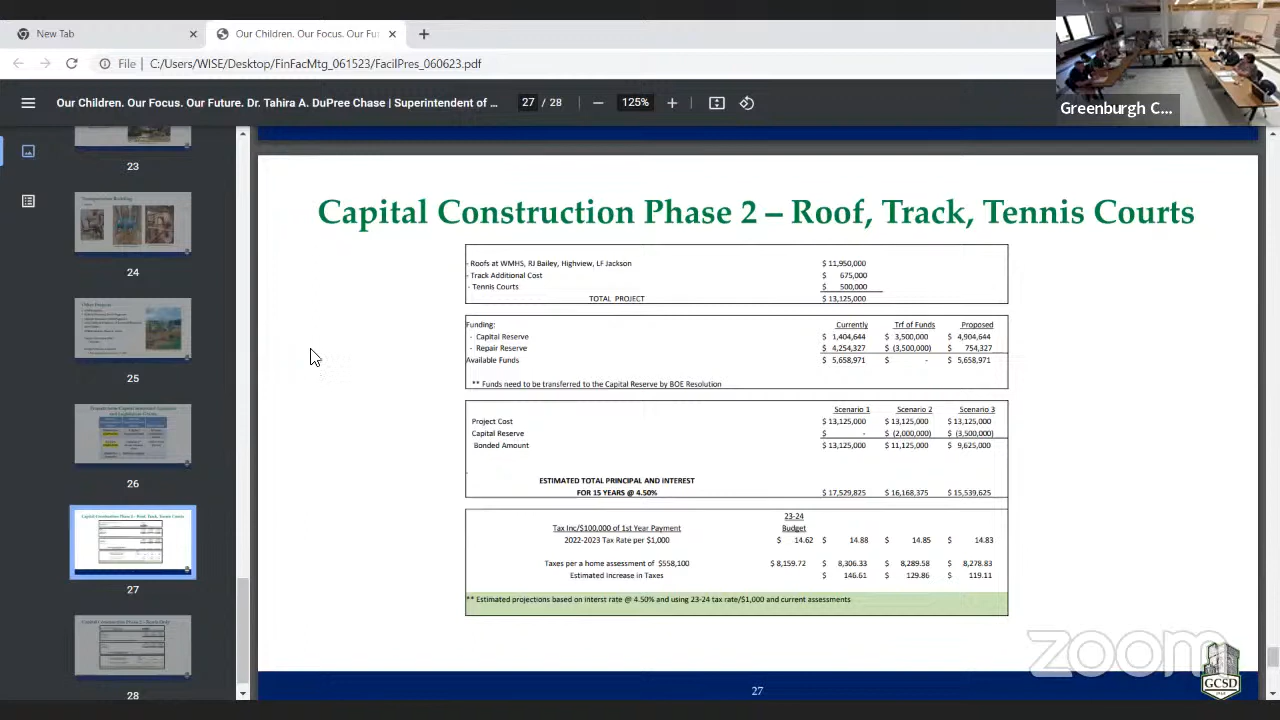 New Tab
Our Children. Our Focus. Our Fu
File | C:/Users/WISE/Desktop/FinFacMtg_061523/FacilPres_060623.pdf
Our Children. Our Focus. Our Future. Dr. Tahira A. DuPree Chase | Superintendent of ...
27 / 28
125%
Greenburgh C...
23
24
25
26
27
28
Capital Construction Phase 2 – Roof, Track, Tennis Courts
- Roofs at WMHS, RJ Bailey, Highview, LF Jackson $ 11,950,000
- Track Additional Cost $ 675,000
- Tennis Courts $ 500,000
TOTAL PROJECT $ 13,125,000
Funding: Currently Trf of Funds Proposed
- Capital Reserve $ 1,404,644 $ 3,500,000 $ 4,904,644
- Repair Reserve $ 4,254,327 $ (3,500,000) $ 754,327
Available Funds $ 5,658,971 $ - $ 5,658,971
** Funds need to be transferred to the Capital Reserve by BOE Resolution
Scenario 1 Scenario 2 Scenario 3
Project Cost $ 13,125,000 $ 13,125,000 $ 13,125,000
Capital Reserve $ - $ (2,000,000) $ (3,500,000)
Bonded Amount $ 13,125,000 $ 11,125,000 $ 9,625,000
ESTIMATED TOTAL PRINCIPAL AND INTEREST
FOR 15 YEARS @ 4.50% $ 17,529,825 $ 16,168,375 $ 15,539,625
23-24
Tax Inc/$100,000 of 1st Year Payment Budget
2022-2023 Tax Rate per $1,000 $ 14.62 $ 14.88 $ 14.85 $ 14.83
Taxes per a home assessment of $558,100 $ 8,159.72 $ 8,306.33 $ 8,289.58 $ 8,278.83
Estimated Increase in Taxes $ 146.61 $ 129.86 $ 119.11
** Estimated projections based on interst rate @ 4.50% and using 23-24 tax rate/$1,000 and current assessments
zoom
GCSD
27